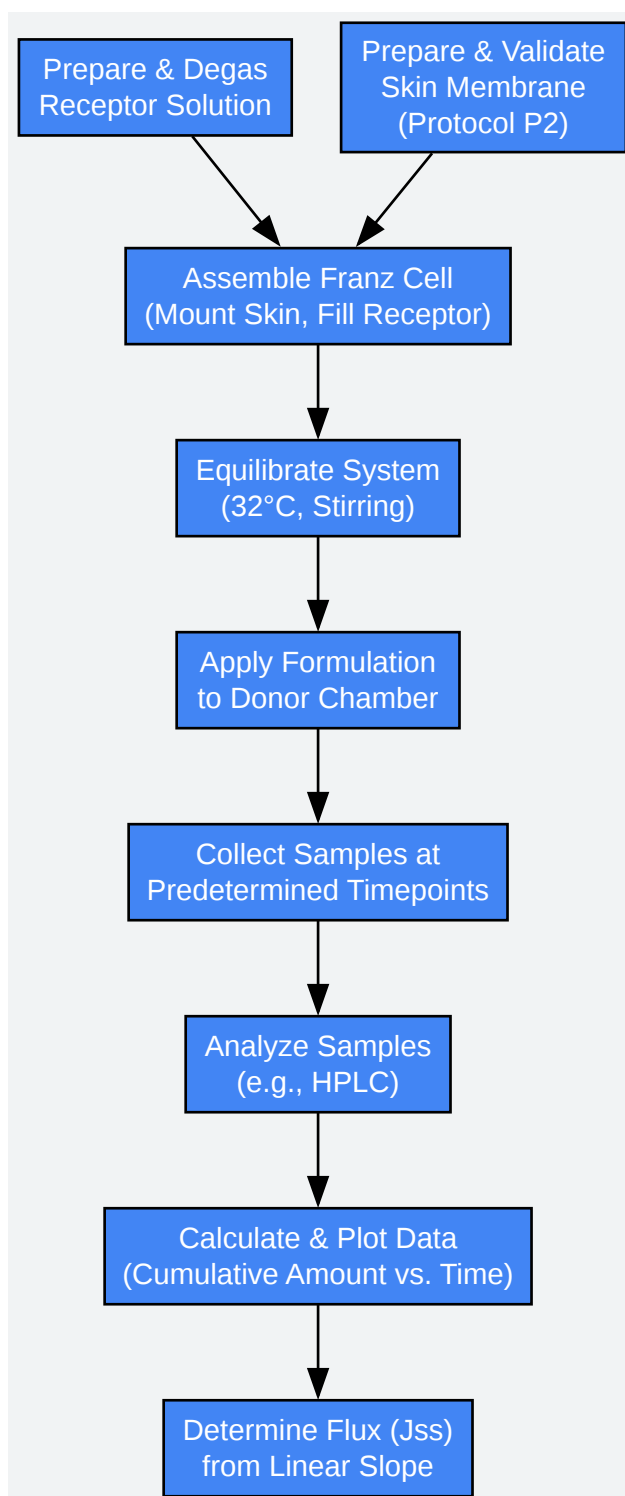 Prepare & Degas
Receptor Solution
Prepare & Validate
Skin Membrane
(Protocol P2)
Assemble Franz Cell
(Mount Skin, Fill Receptor)
Equilibrate System
(32°C, Stirring)
Apply Formulation
to Donor Chamber
Collect Samples at
Predetermined Timepoints
Analyze Samples
(e.g., HPLC)
Calculate & Plot Data
(Cumulative Amount vs. Time)
Determine Flux (Jss)
from Linear Slope